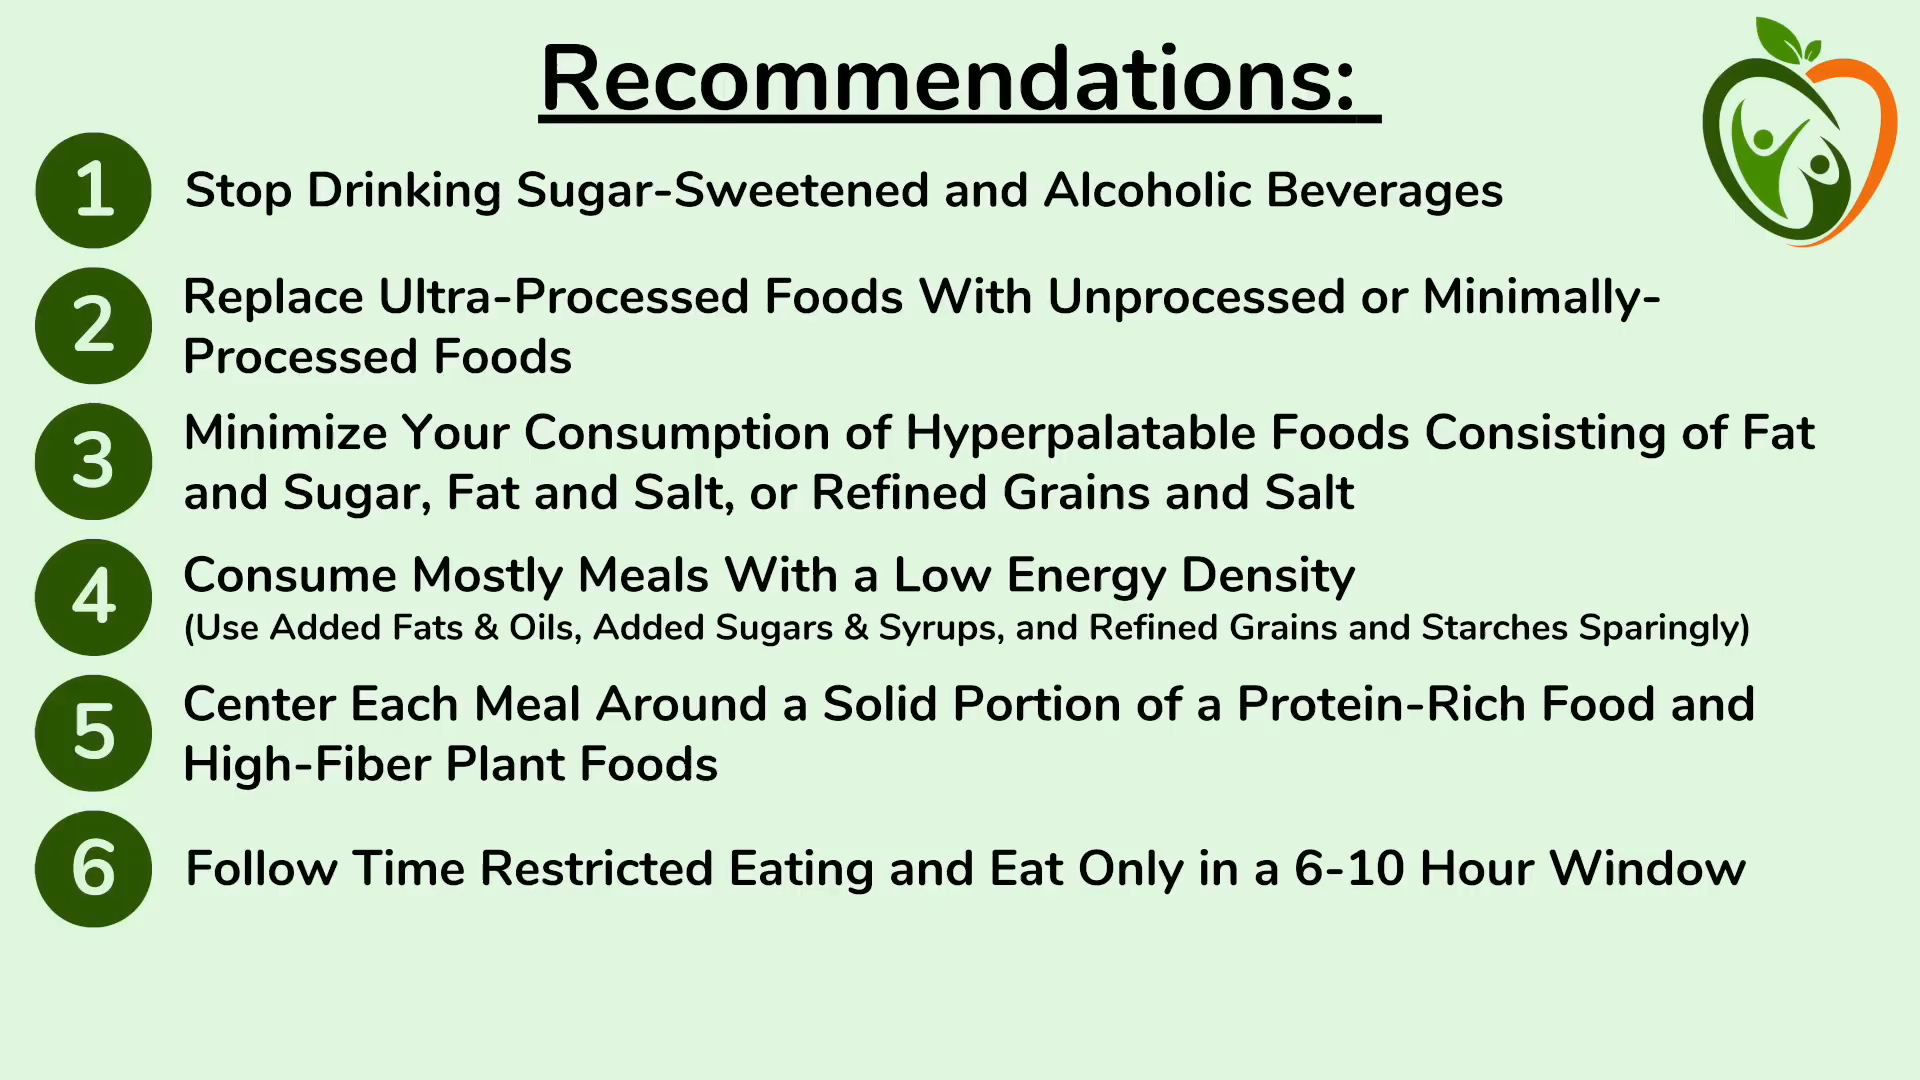 Recommendations:
1
Stop Drinking Sugar-Sweetened and Alcoholic Beverages
2
Replace Ultra-Processed Foods With Unprocessed or Minimally-
Processed Foods
3
Minimize Your Consumption of Hyperpalatable Foods Consisting of Fat
and Sugar, Fat and Salt, or Refined Grains and Salt
4
Consume Mostly Meals With a Low Energy Density
(Use Added Fats & Oils, Added Sugars & Syrups, and Refined Grains and Starches Sparingly)
5
Center Each Meal Around a Solid Portion of a Protein-Rich Food and
High-Fiber Plant Foods
6
Follow Time Restricted Eating and Eat Only in a 6-10 Hour Window